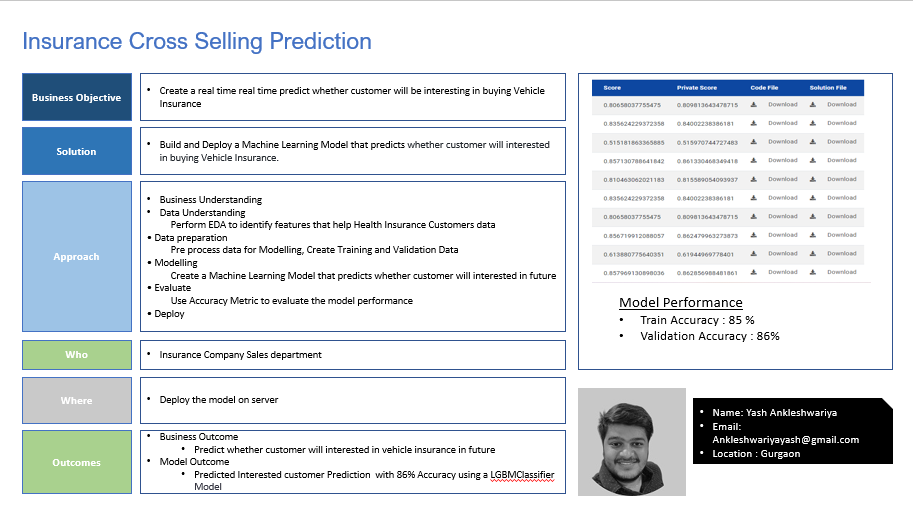 Insurance Cross Selling Prediction
Business Objective
• Create a real time real time predict whether customer will be interesting in buying Vehicle
Insurance
Solution
• Build and Deploy a Machine Learning Model that predicts whether customer will interested
in buying Vehicle Insurance.
Approach
• Business Understanding
• Data Understanding
Perform EDA to identify features that help Health Insurance Customers data
• Data preparation
Pre process data for Modelling, Create Training and Validation Data
• Modelling
Create a Machine Learning Model that predicts whether customer will interested in future
• Evaluate
Use Accuracy Metric to evaluate the model performance
• Deploy
Who
• Insurance Company Sales department
Where
• Deploy the model on server
Outcomes
• Business Outcome
• Predict whether customer will interested in vehicle insurance in future
• Model Outcome
• Predicted Interested customer Prediction with 86% Accuracy using a LGBMClassifier
Model
Score Private Score Code File Solution File
0.80658037755475 0.809813643478715 Download Download
0.835624229372358 0.84002238386181 Download Download
0.515181863365885 0.515970744727483 Download Download
0.857130788641842 0.861330468349418 Download Download
0.810463062021183 0.815589054093937 Download Download
0.835624229372358 0.84002238386181 Download Download
0.80658037755475 0.809813643478715 Download Download
0.856719912088057 0.862479963273873 Download Download
0.613880775640351 0.61944969778401 Download Download
0.857969130898036 0.862856988481861 Download Download
Model Performance
• Train Accuracy : 85 %
• Validation Accuracy : 86%
• Name: Yash Ankleshwariya
• Email:
Ankleshwariyayash@gmail.com
• Location : Gurgaon